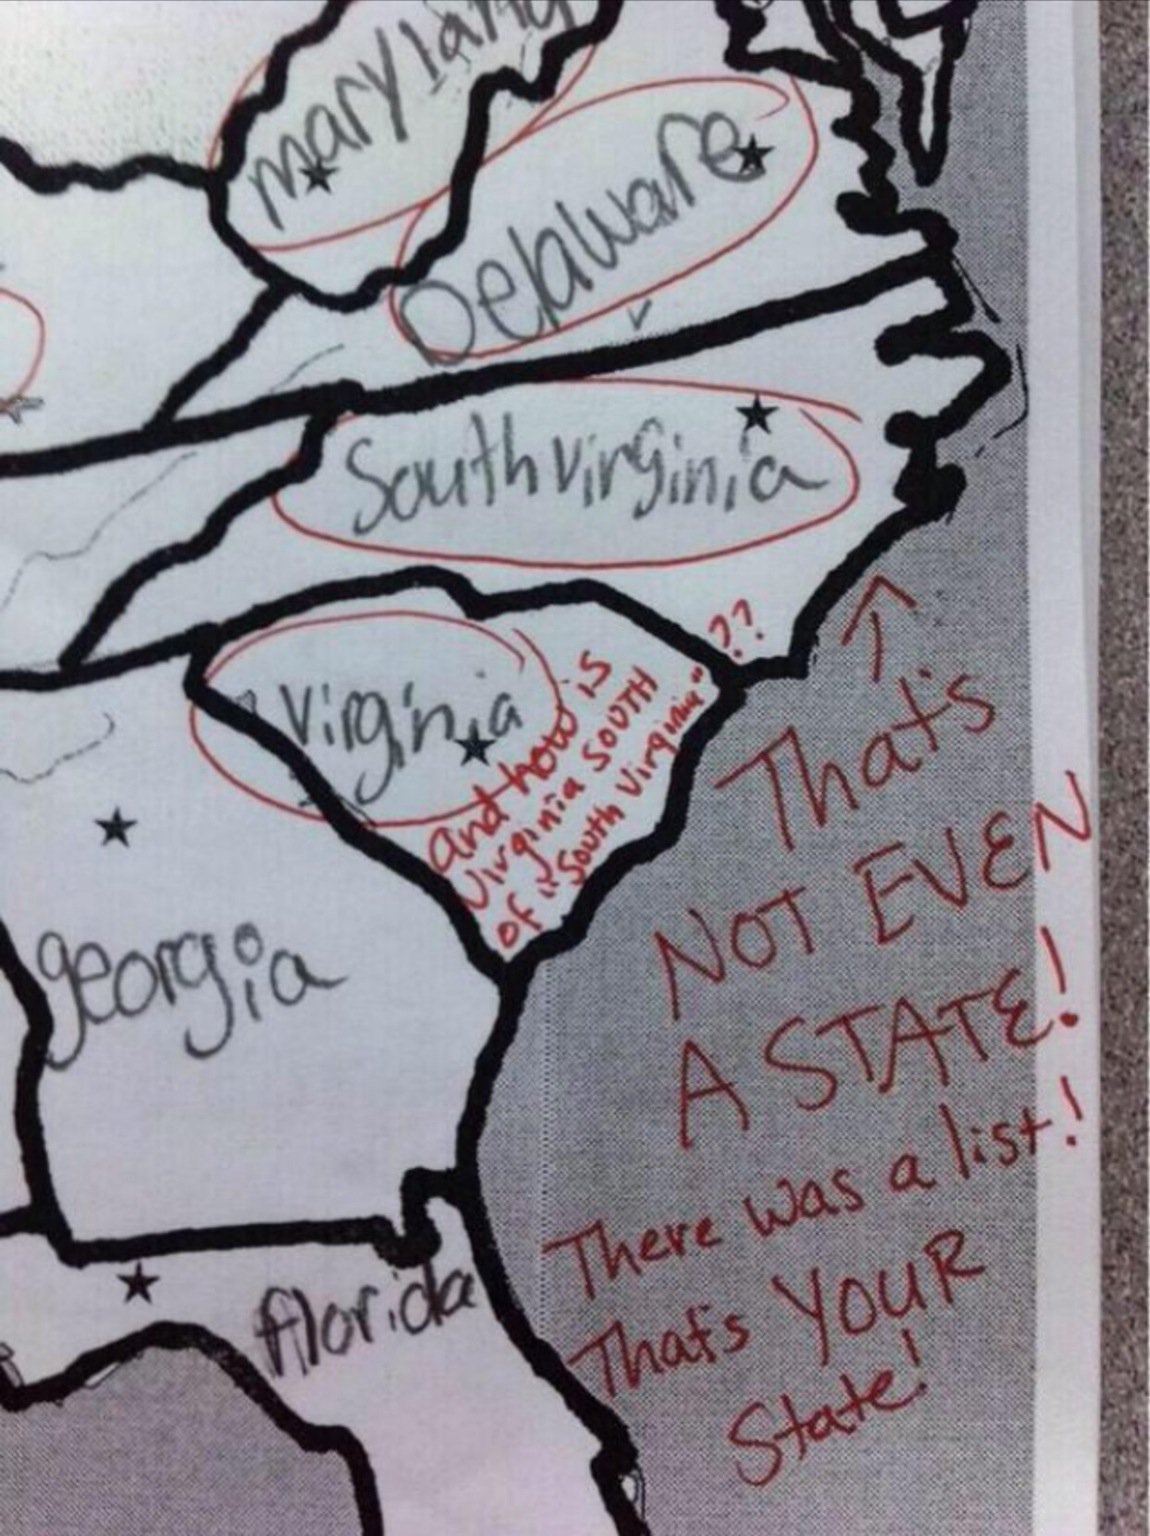 maryland
Delaware
South virginia
virginia
and how is
Virginia SOUTH
of "South Virginia"??
That's
NOT EVEN
A STATE!
There was a list!
That's YOUR
State!
georgia
florida